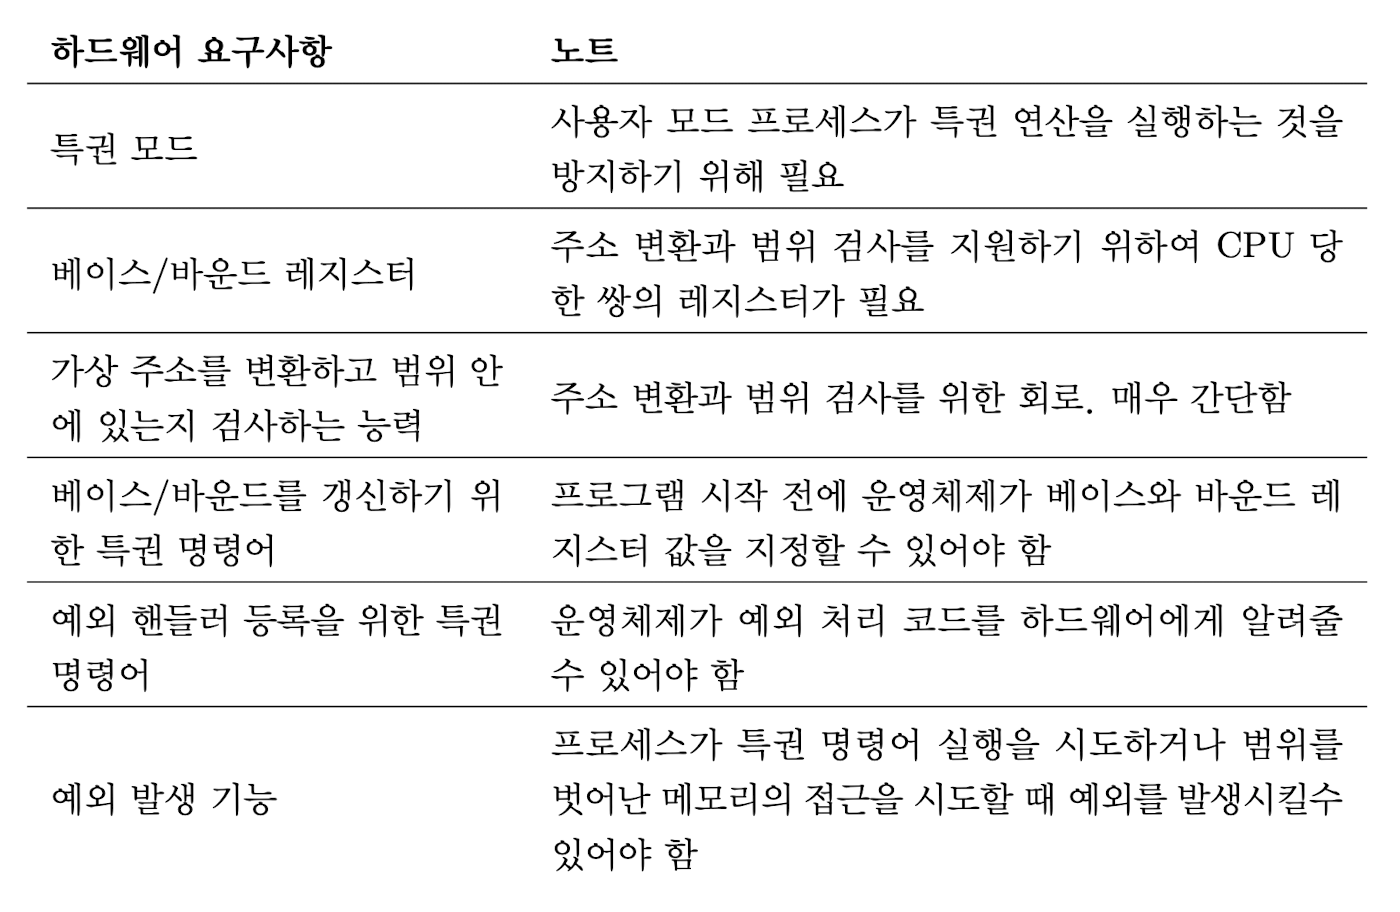 하드웨어 요구사항 노트
특권 모드
사용자 모드 프로세스가 특권 연산을 실행하는 것을
방지하기 위해 필요
베이스/바운드 레지스터
주소 변환과 범위 검사를 지원하기 위하여 CPU 당
한 쌍의 레지스터가 필요
가상 주소를 변환하고 범위 안
에 있는지 검사하는 능력
주소 변환과 범위 검사를 위한 회로. 매우 간단함
베이스/바운드를 갱신하기 위
한 특권 명령어
프로그램 시작 전에 운영체제가 베이스와 바운드 레
지스터 값을 지정할 수 있어야 함
예외 핸들러 등록을 위한 특권
명령어
운영체제가 예외 처리 코드를 하드웨어에게 알려줄
수 있어야 함
예외 발생 기능
프로세스가 특권 명령어 실행을 시도하거나 범위를
벗어난 메모리의 접근을 시도할 때 예외를 발생시킬수
있어야 함